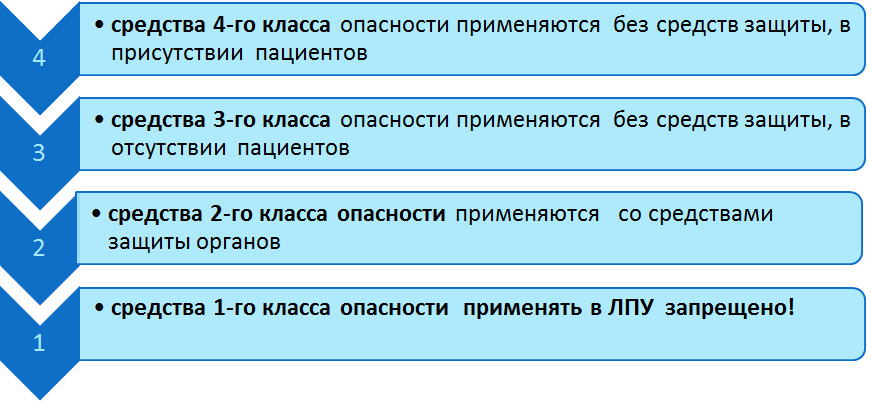 4
• средства 4-го класса опасности применяются без средств защиты, в
присутствии пациентов
3
• средства 3-го класса опасности применяются без средств защиты, в
отсутствии пациентов
2
• средства 2-го класса опасности применяются со средствами
защиты органов
1
• средства 1-го класса опасности применять в ЛПУ запрещено!